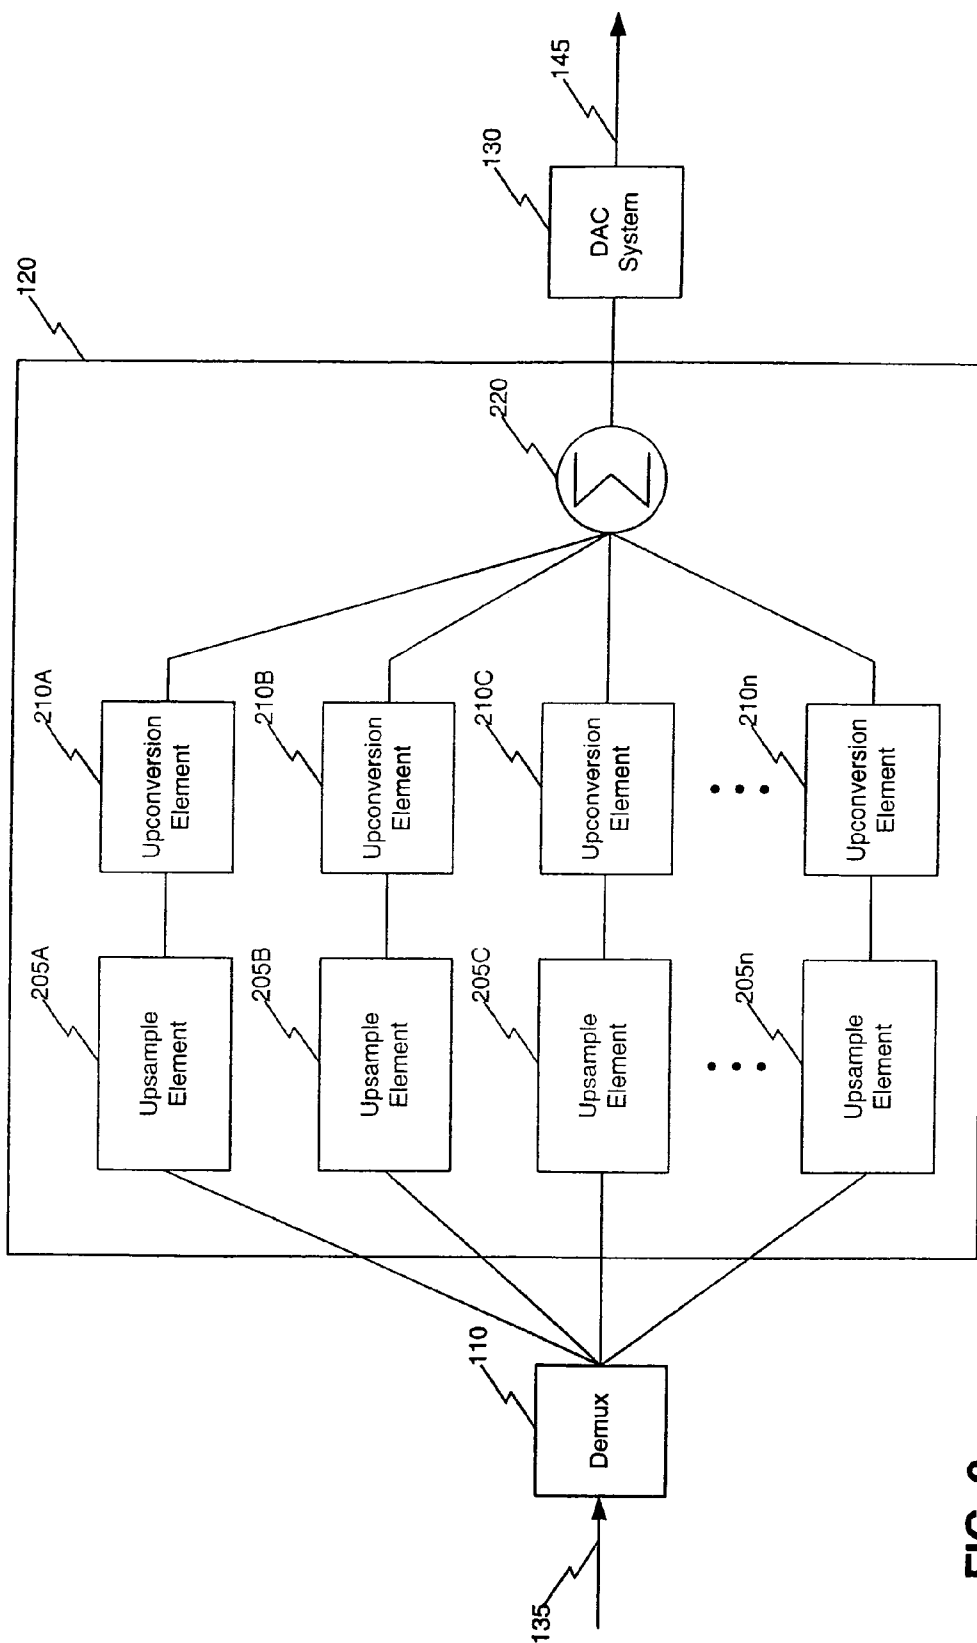 120
205A
210A
Upsample
Element
Upconversion
Element
205B
210B
Upsample
Element
Upconversion
Element
110
205C
210C
220
130
135
145
Demux
Upsample
Element
Upconversion
Element
Σ
DAC
System
205n
210n
Upsample
Element
Upconversion
Element
FIG.